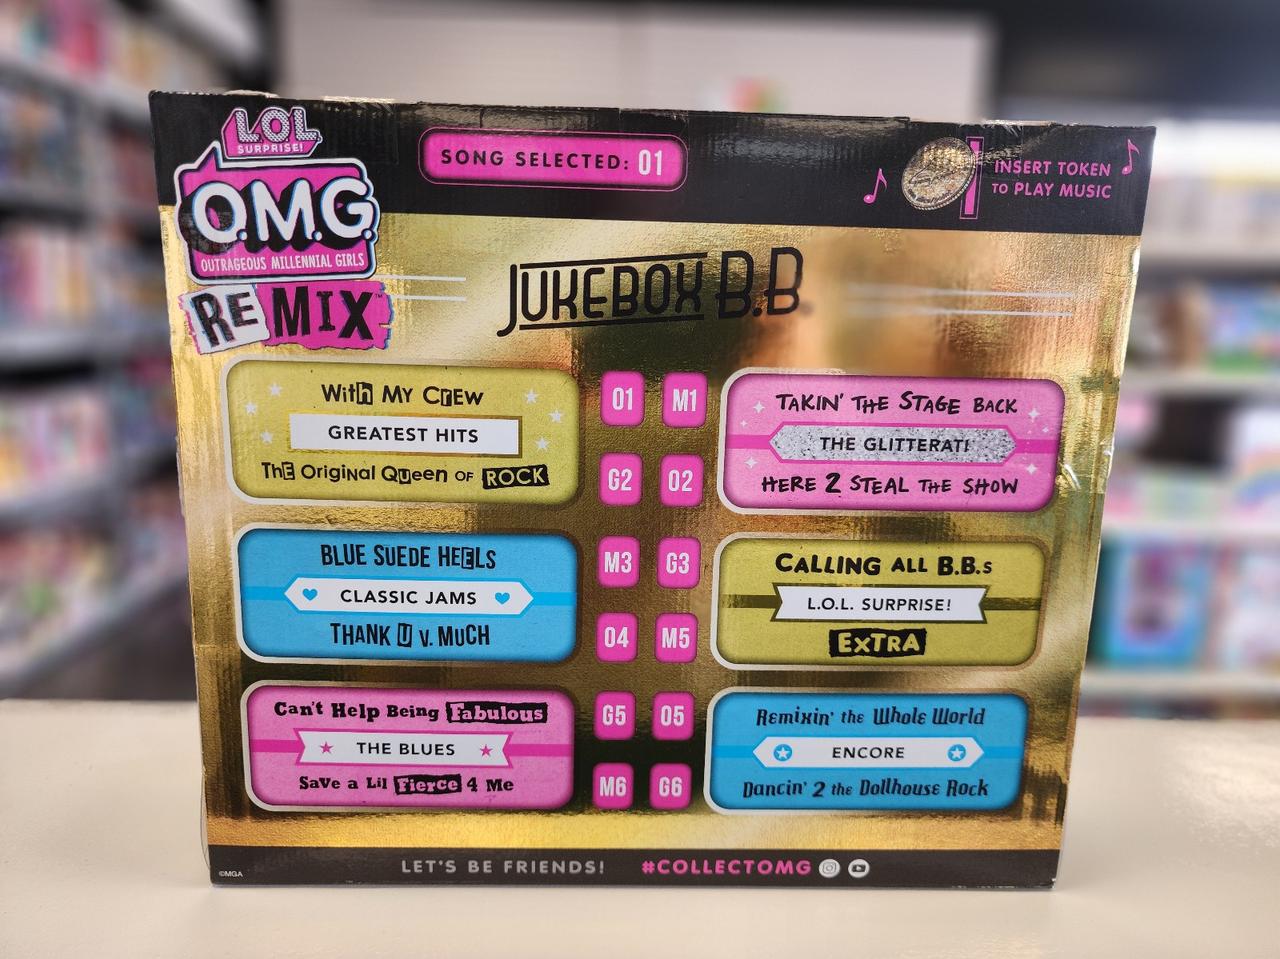 L.O.L.
SURPRISE!
O.M.G.
OUTRAGEOUS MILLENNIAL GIRLS
REMIX™
SONG SELECTED: 01
INSERT TOKEN
TO PLAY MUSIC
JUKEBOX B.B.
With MY CrEW
GREATEST HITS
ThE Original Queen OF ROCK
01 M1
TAKIN' THE STAGE BACK
THE GLITTERATI
HERE 2 STEAL THE SHOW
G2 02
BLUE SUEDE HEELS
CLASSIC JAMS
THANK U V. MUCH
M3 G3
CALLING ALL B.B.s
L.O.L. SURPRISE!
EXTRA
04 M5
Can't Help Being Fabulous
THE BLUES
Save a Lil Fierce 4 Me
G5 05
Remixin' the Whole World
ENCORE
Dancin' 2 the Dollhouse Rock
M6 G6
©MGA
LET'S BE FRIENDS! #COLLECTOMG